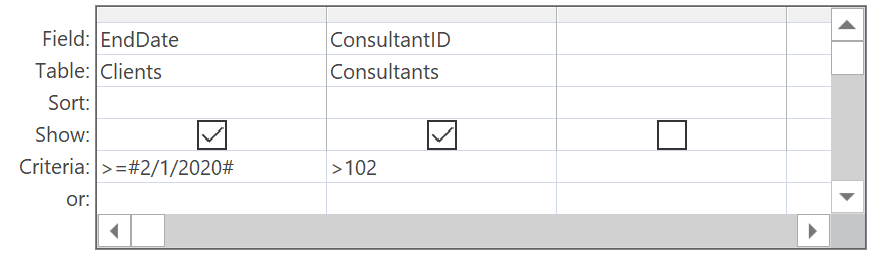 Field: EndDate ConsultantID
Table: Clients Consultants
Sort:
Show:
Criteria: >=#2/1/2020# >102
or: